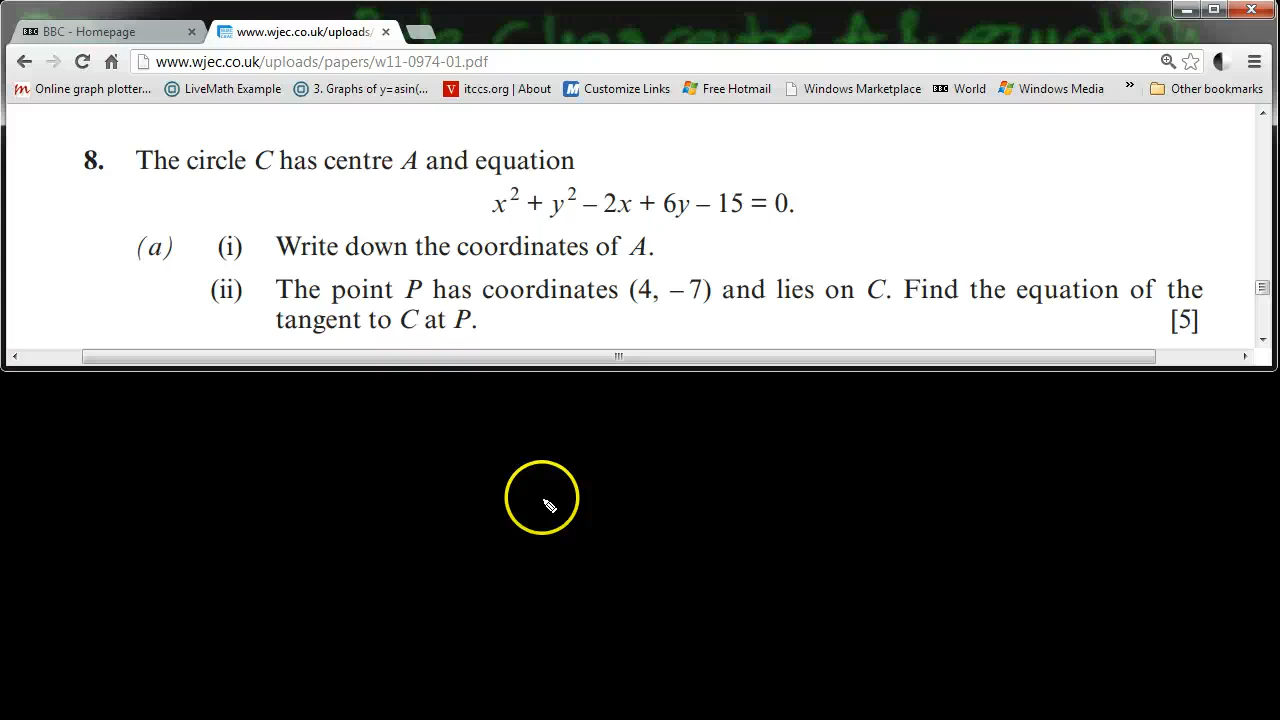 BBC - Homepage
www.wjec.co.uk/uploads/
www.wjec.co.uk/uploads/papers/w11-0974-01.pdf
Online graph plotter... LiveMath Example 3. Graphs of y=asin(... itccs.org | About Customize Links Free Hotmail Windows Marketplace BBC World Windows Media » Other bookmarks
8. The circle C has centre A and equation
x² + y² – 2x + 6y – 15 = 0.
(a) (i) Write down the coordinates of A.
(ii) The point P has coordinates (4, –7) and lies on C. Find the equation of the
tangent to C at P. [5]